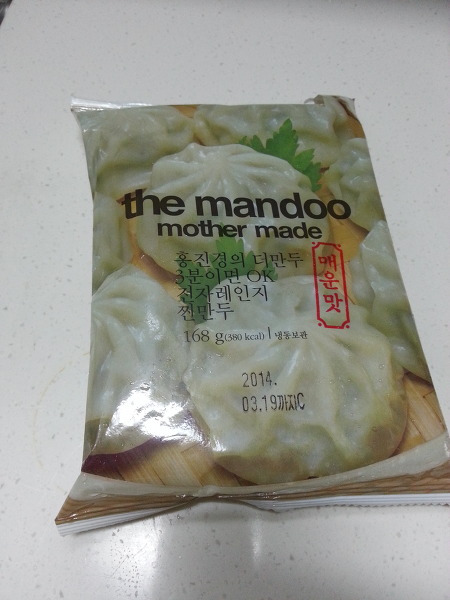 the mandoo
mother made
홍진경의 더만두
3분이면 OK
전자레인지
찐만두
매운맛
168 g(380 kcal) | 냉동보관
2014.
03.19까지C